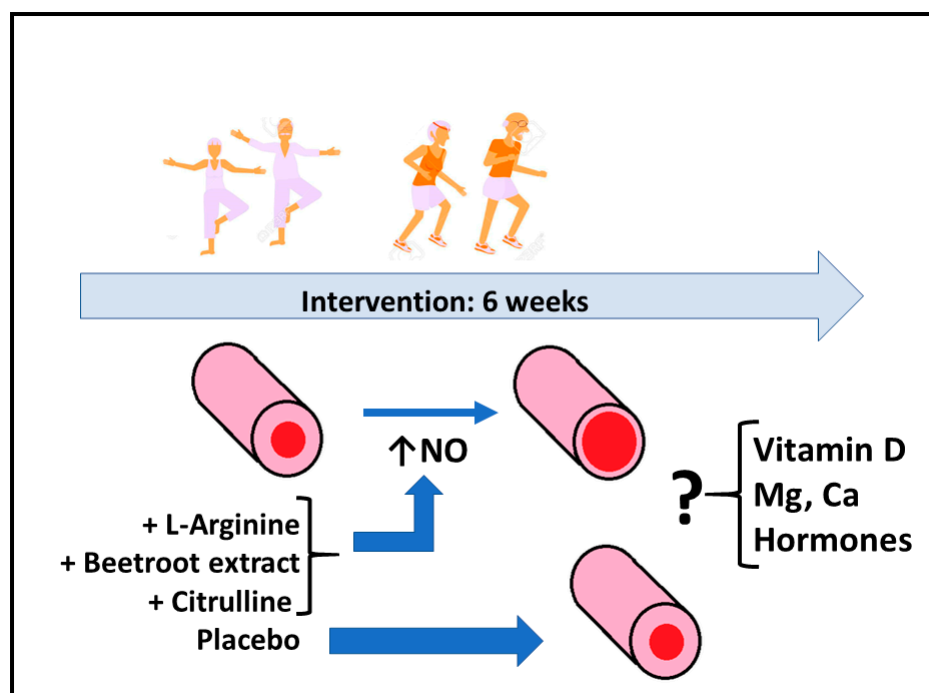 Intervention: 6 weeks
↑NO
+ L-Arginine
+ Beetroot extract
+ Citrulline
Placebo
?
Vitamin D
Mg, Ca
Hormones